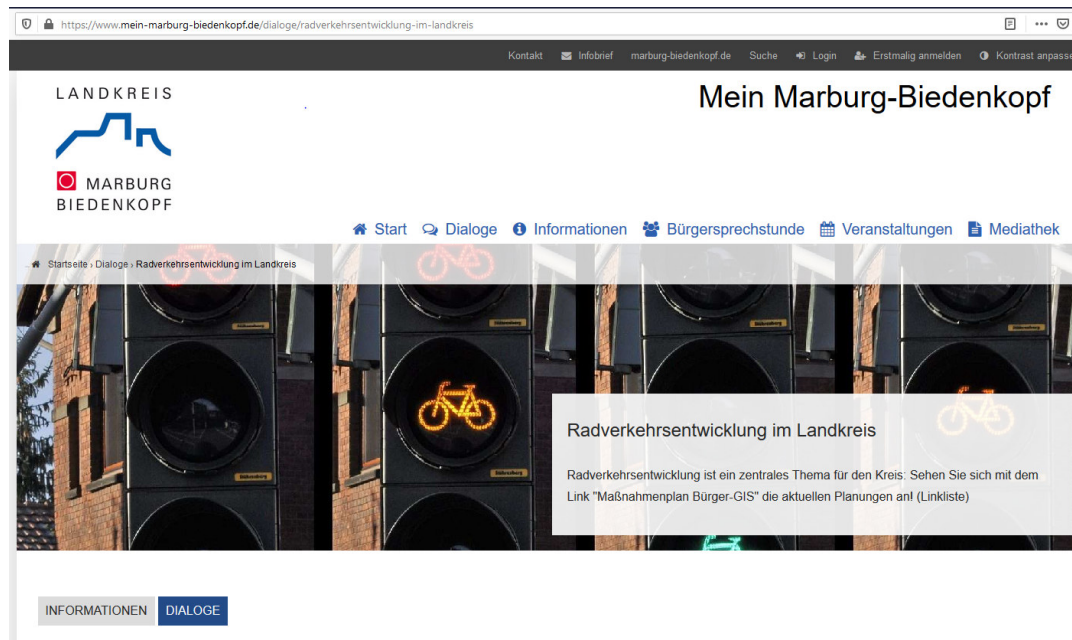 https://www.mein-marburg-biedenkopf.de/dialoge/radverkehrsentwicklung-im-landkreis
Kontakt Infobrief marburg-biedenkopf.de Suche Login Erstmalig anmelden Kontrast anpasse
LANDKREIS
MARBURG
BIEDENKOPF
Mein Marburg-Biedenkopf
Start Dialoge Informationen Bürgersprechstunde Veranstaltungen Mediathek
Startseite › Dialoge › Radverkehrsentwicklung im Landkreis
Radverkehrsentwicklung im Landkreis
Radverkehrsentwicklung ist ein zentrales Thema für den Kreis: Sehen Sie sich mit dem
Link "Maßnahmenplan Bürger-GIS" die aktuellen Planungen an! (Linkliste)
INFORMATIONEN DIALOGE